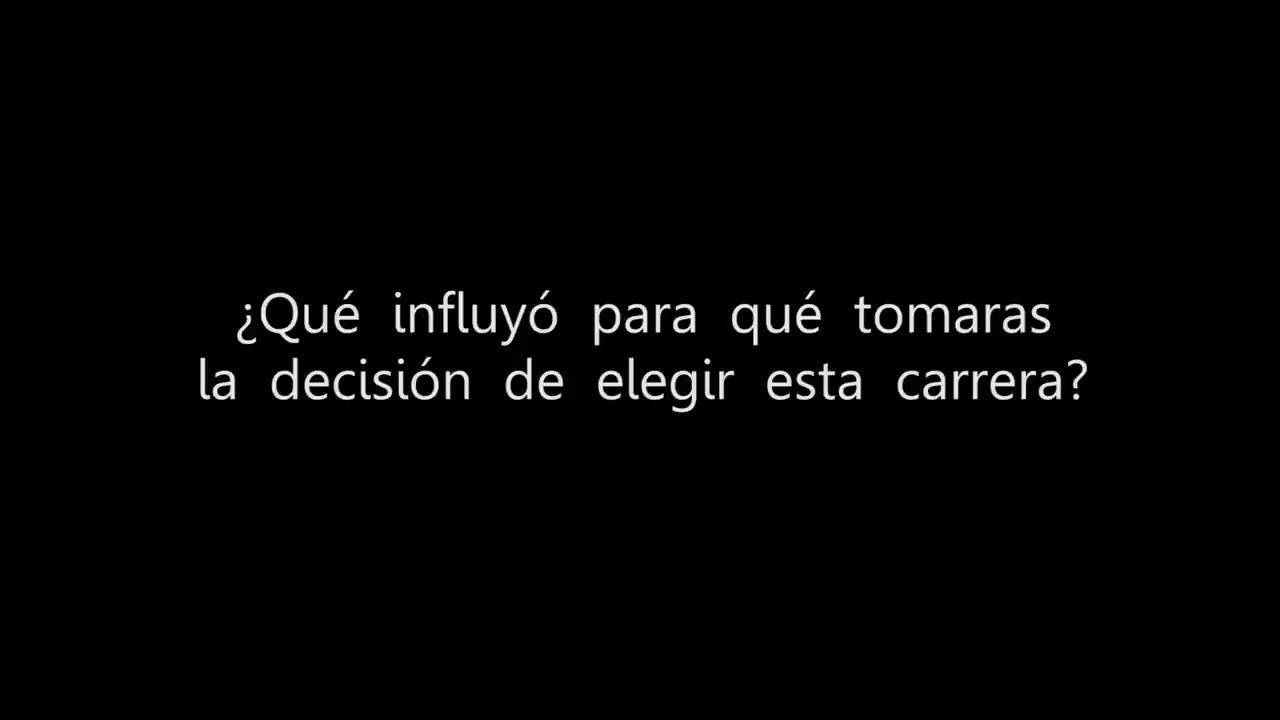 ¿Qué influyó para qué tomaras
la decisión de elegir esta carrera?